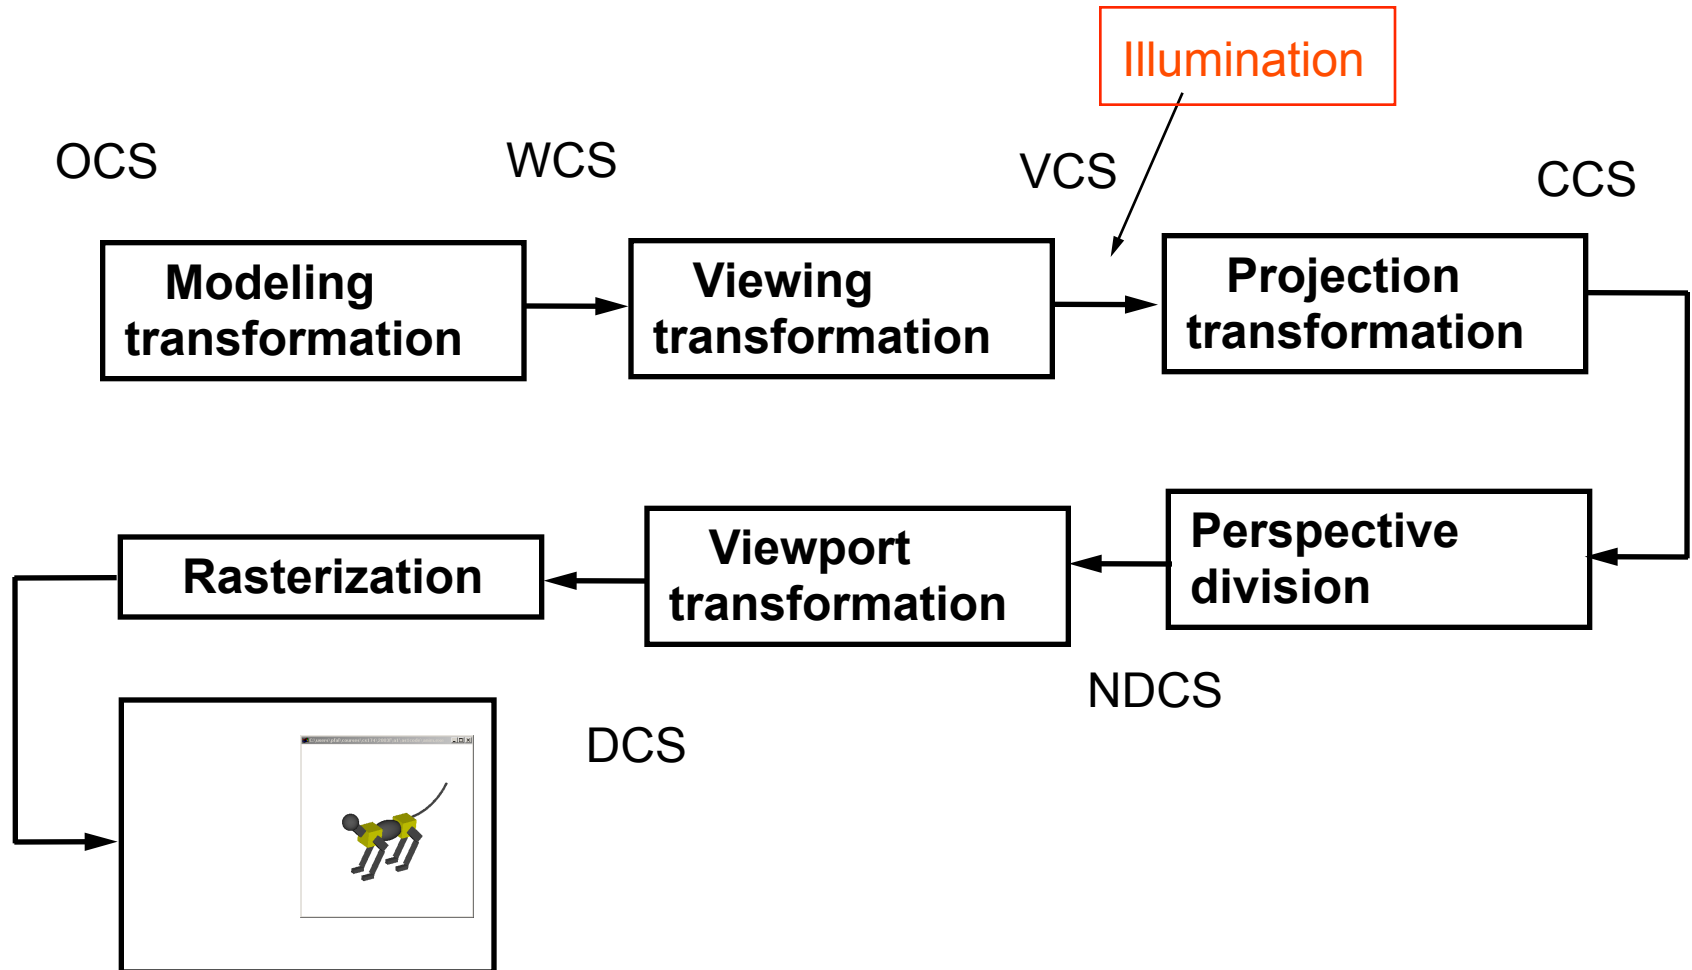 Illumination
OCS
WCS
VCS
CCS
Modeling
transformation
Viewing
transformation
Projection
transformation
Perspective
division
Viewport
transformation
Rasterization
NDCS
DCS